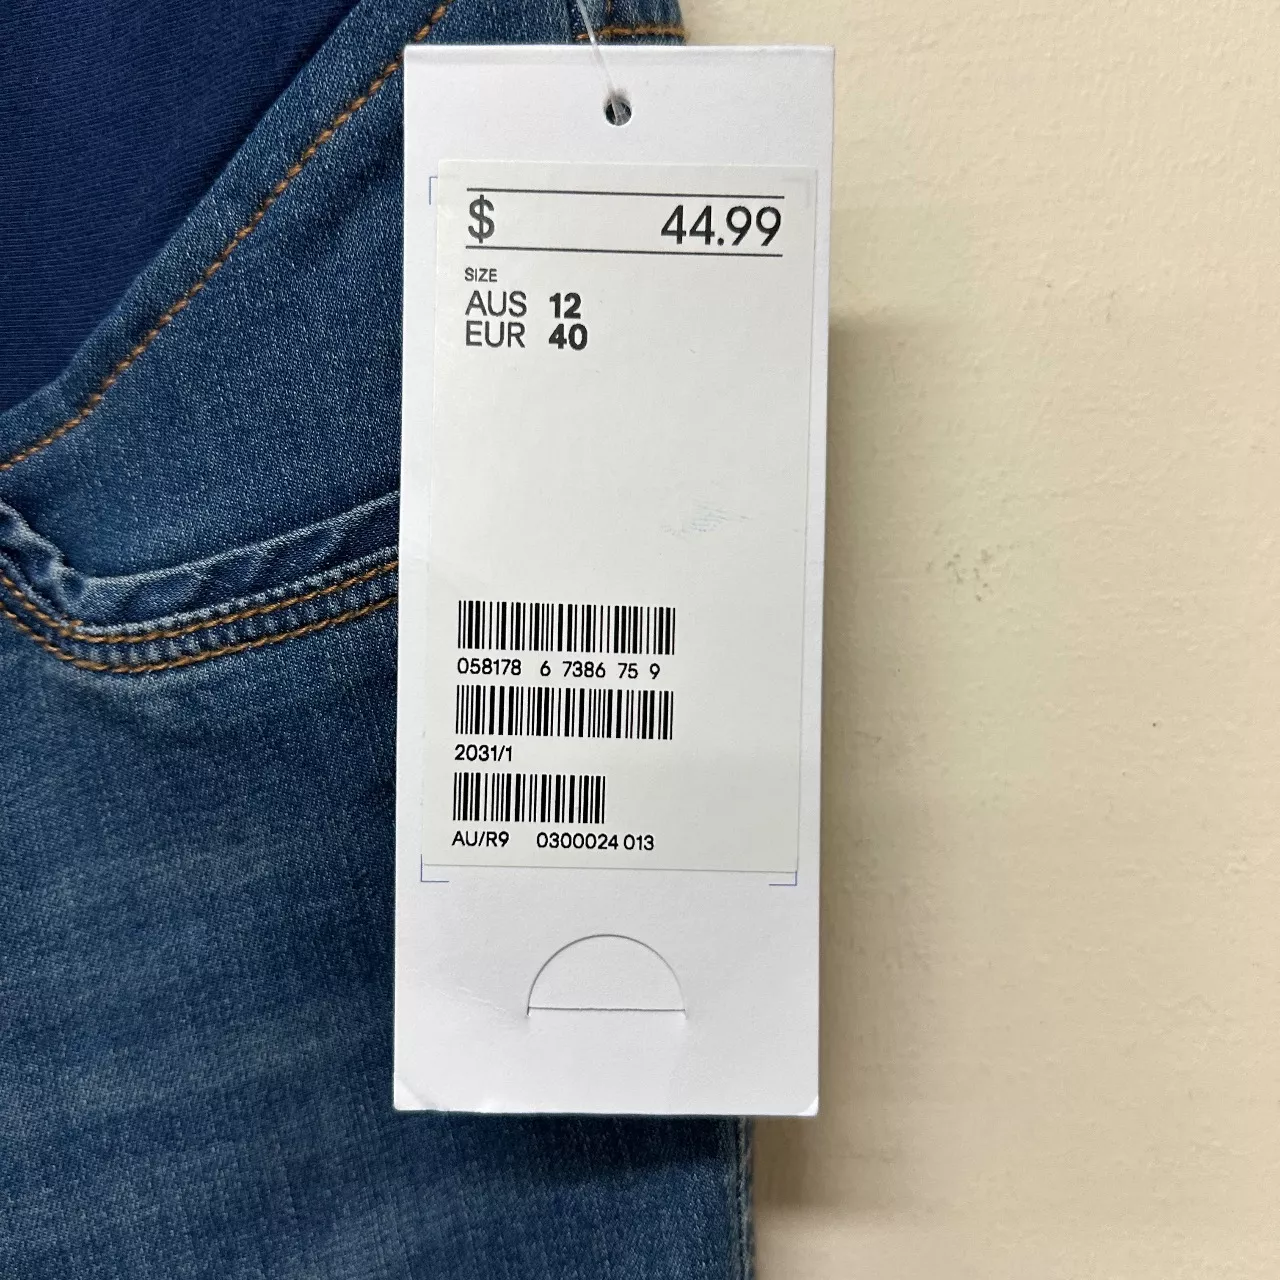 $ 44.99
SIZE
AUS 12
EUR 40
058178 6 7386 75 9
2031/1
AU/R9 0300024 013